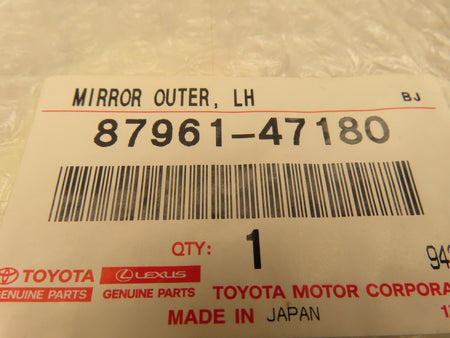 MIRROR OUTER, LH BJ
87961-47180
QTY: 1
TOYOTA LEXUS
GENUINE PARTS GENUINE PARTS
TOYOTA MOTOR CORPORA
MADE IN JAPAN